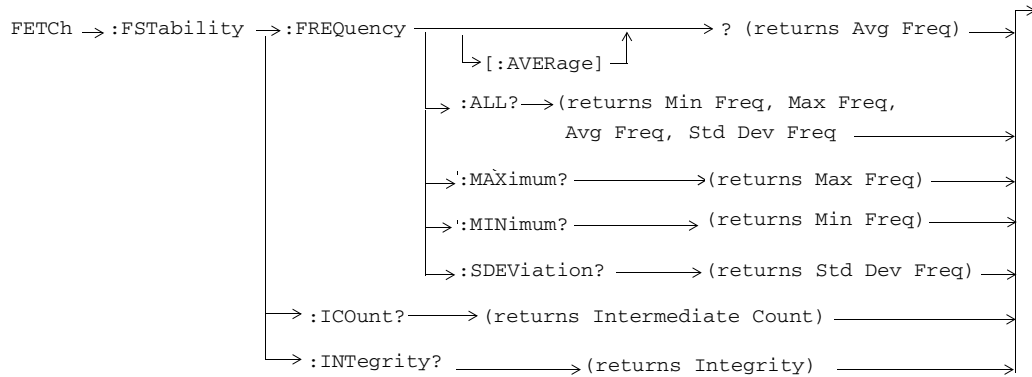 FETCh :FSTability :FREQuency ? (returns Avg Freq)
[:AVERage]
:ALL? (returns Min Freq, Max Freq,
Avg Freq, Std Dev Freq
':MAXimum? (returns Max Freq)
':MINimum? (returns Min Freq)
:SDEViation? (returns Std Dev Freq)
:ICOunt? (returns Intermediate Count)
:INTegrity? (returns Integrity)